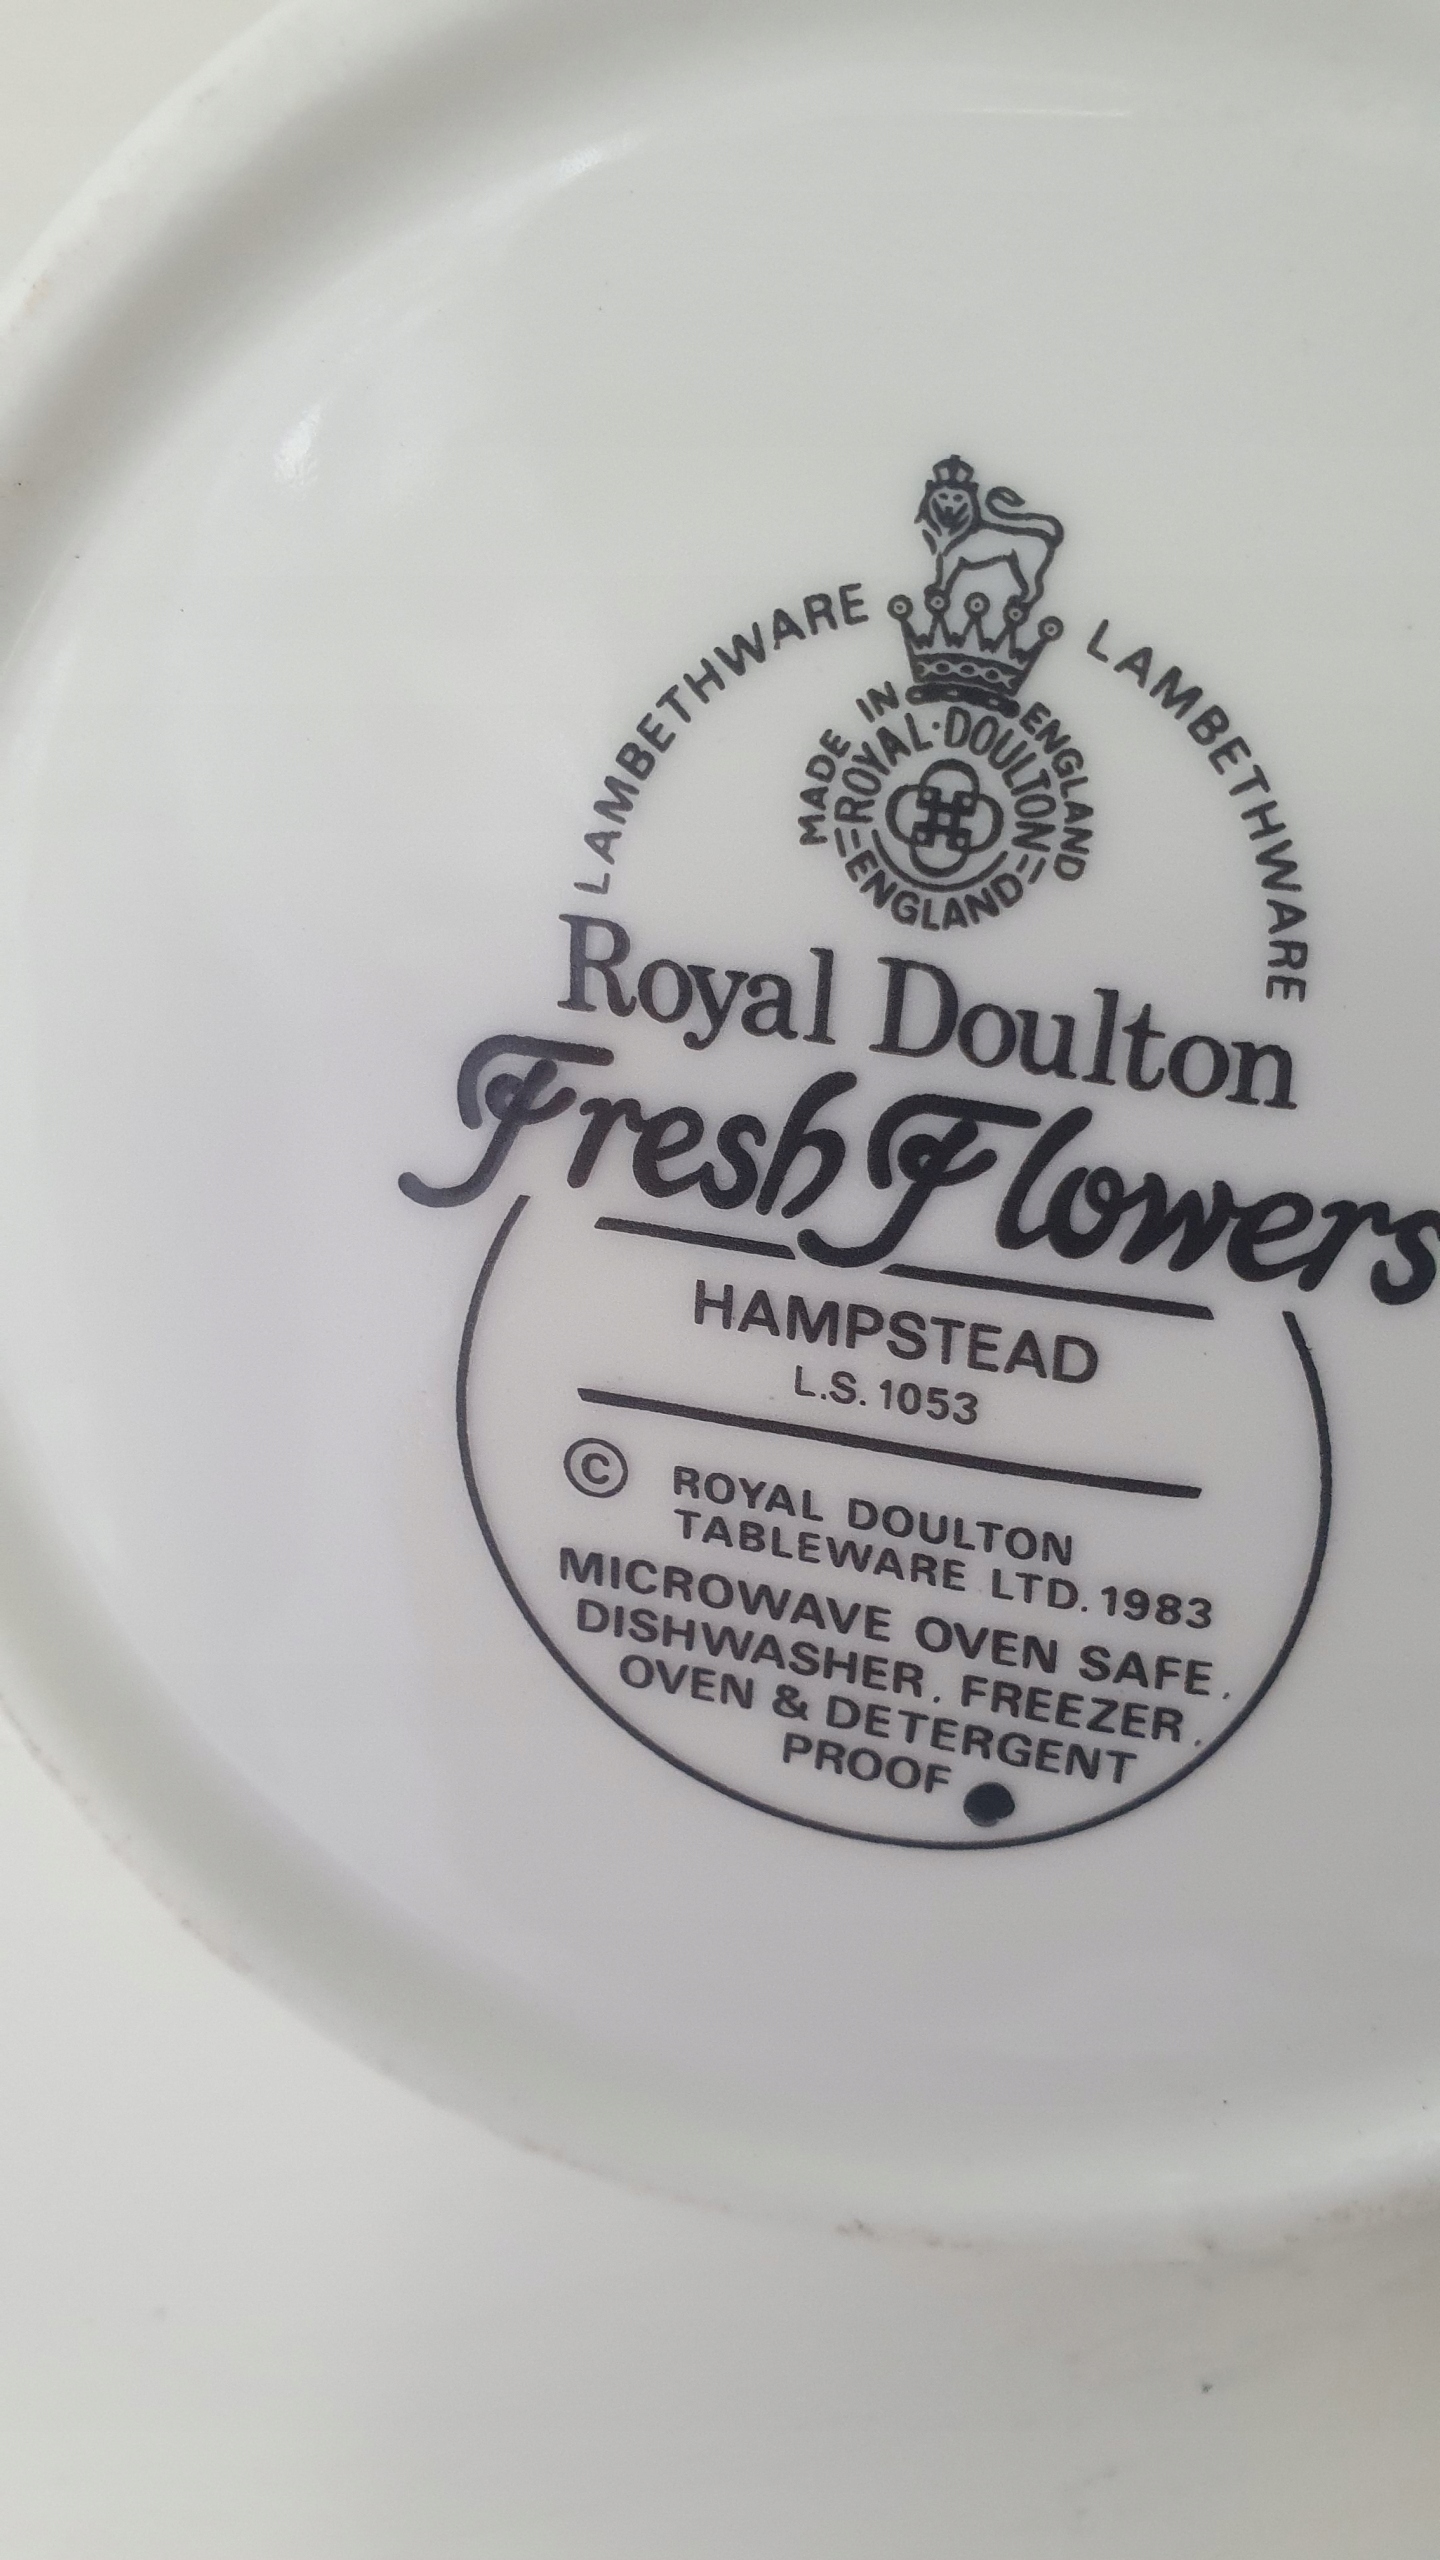 LAMBETHWARE LAMBETHWARE
MADE IN ENGLAND
ROYAL·DOULTON
ENGLAND
Royal Doulton
Fresh Flowers
HAMPSTEAD
L.S. 1053
© ROYAL DOULTON
TABLEWARE LTD. 1983
MICROWAVE OVEN SAFE.
DISHWASHER. FREEZER.
OVEN & DETERGENT
PROOF